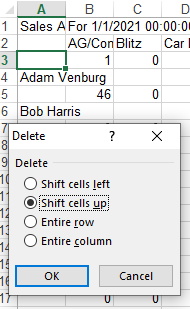 A B C D
1 Sales A For 1/1/2021 00:00:00
2 AG/Com Blitz Car
3 1 0
4 Adam Venburg
5 46 0
6 Bob Harris
Delete ? ×
Delete
Shift cells left
Shift cells up
Entire row
Entire column
OK Cancel
17 0 0